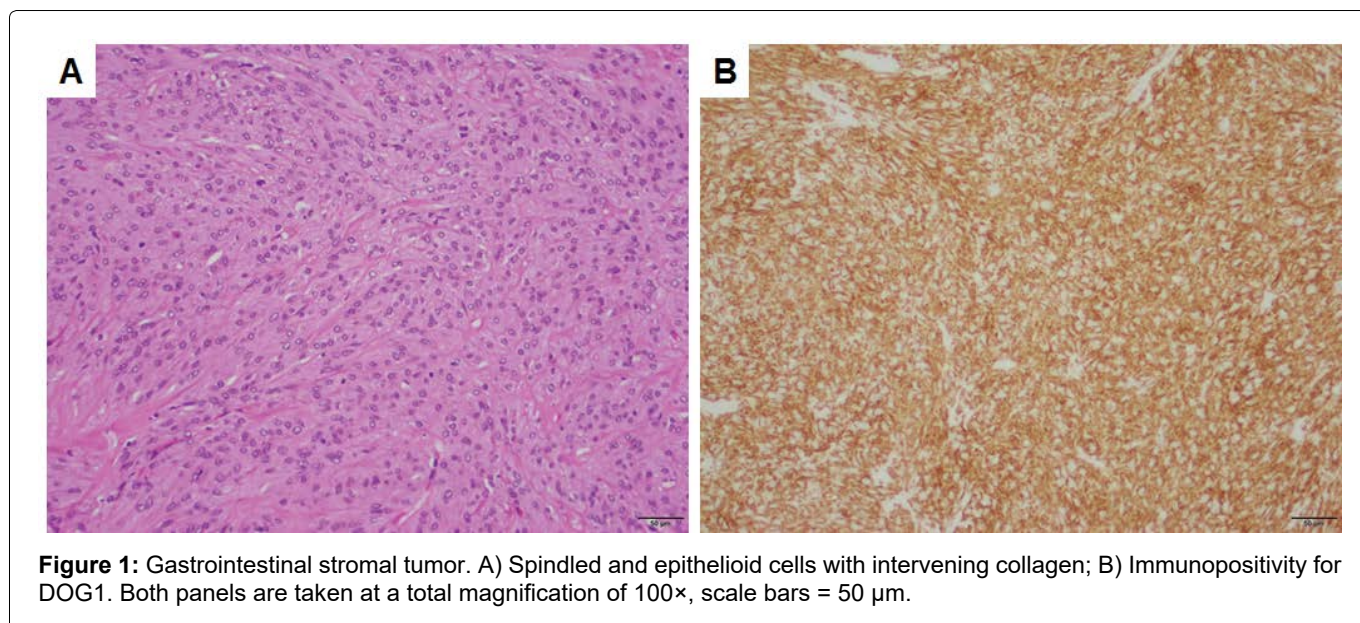 A
B
50 µm
50 µm
Figure 1: Gastrointestinal stromal tumor. A) Spindled and epithelioid cells with intervening collagen; B) Immunopositivity for
DOG1. Both panels are taken at a total magnification of 100×, scale bars = 50 µm.